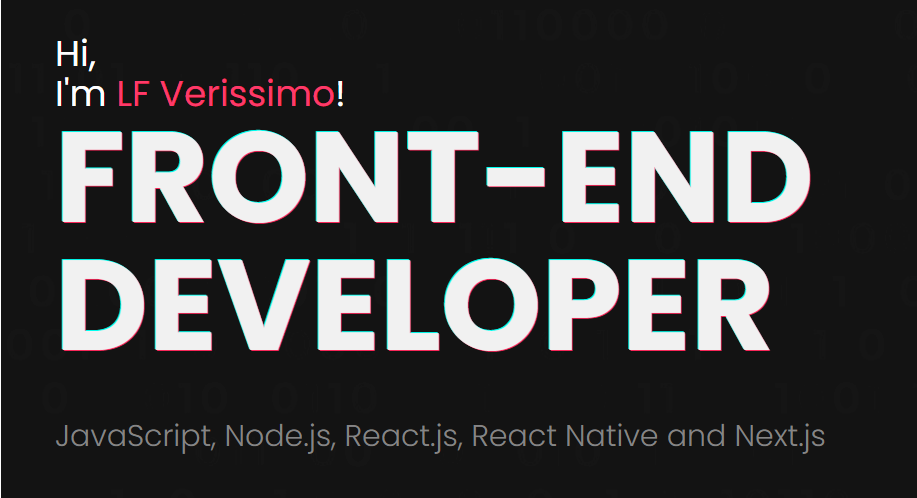 Hi,
I'm LF Verissimo!
FRONT-END
DEVELOPER
JavaScript, Node.js, React.js, React Native and Next.js